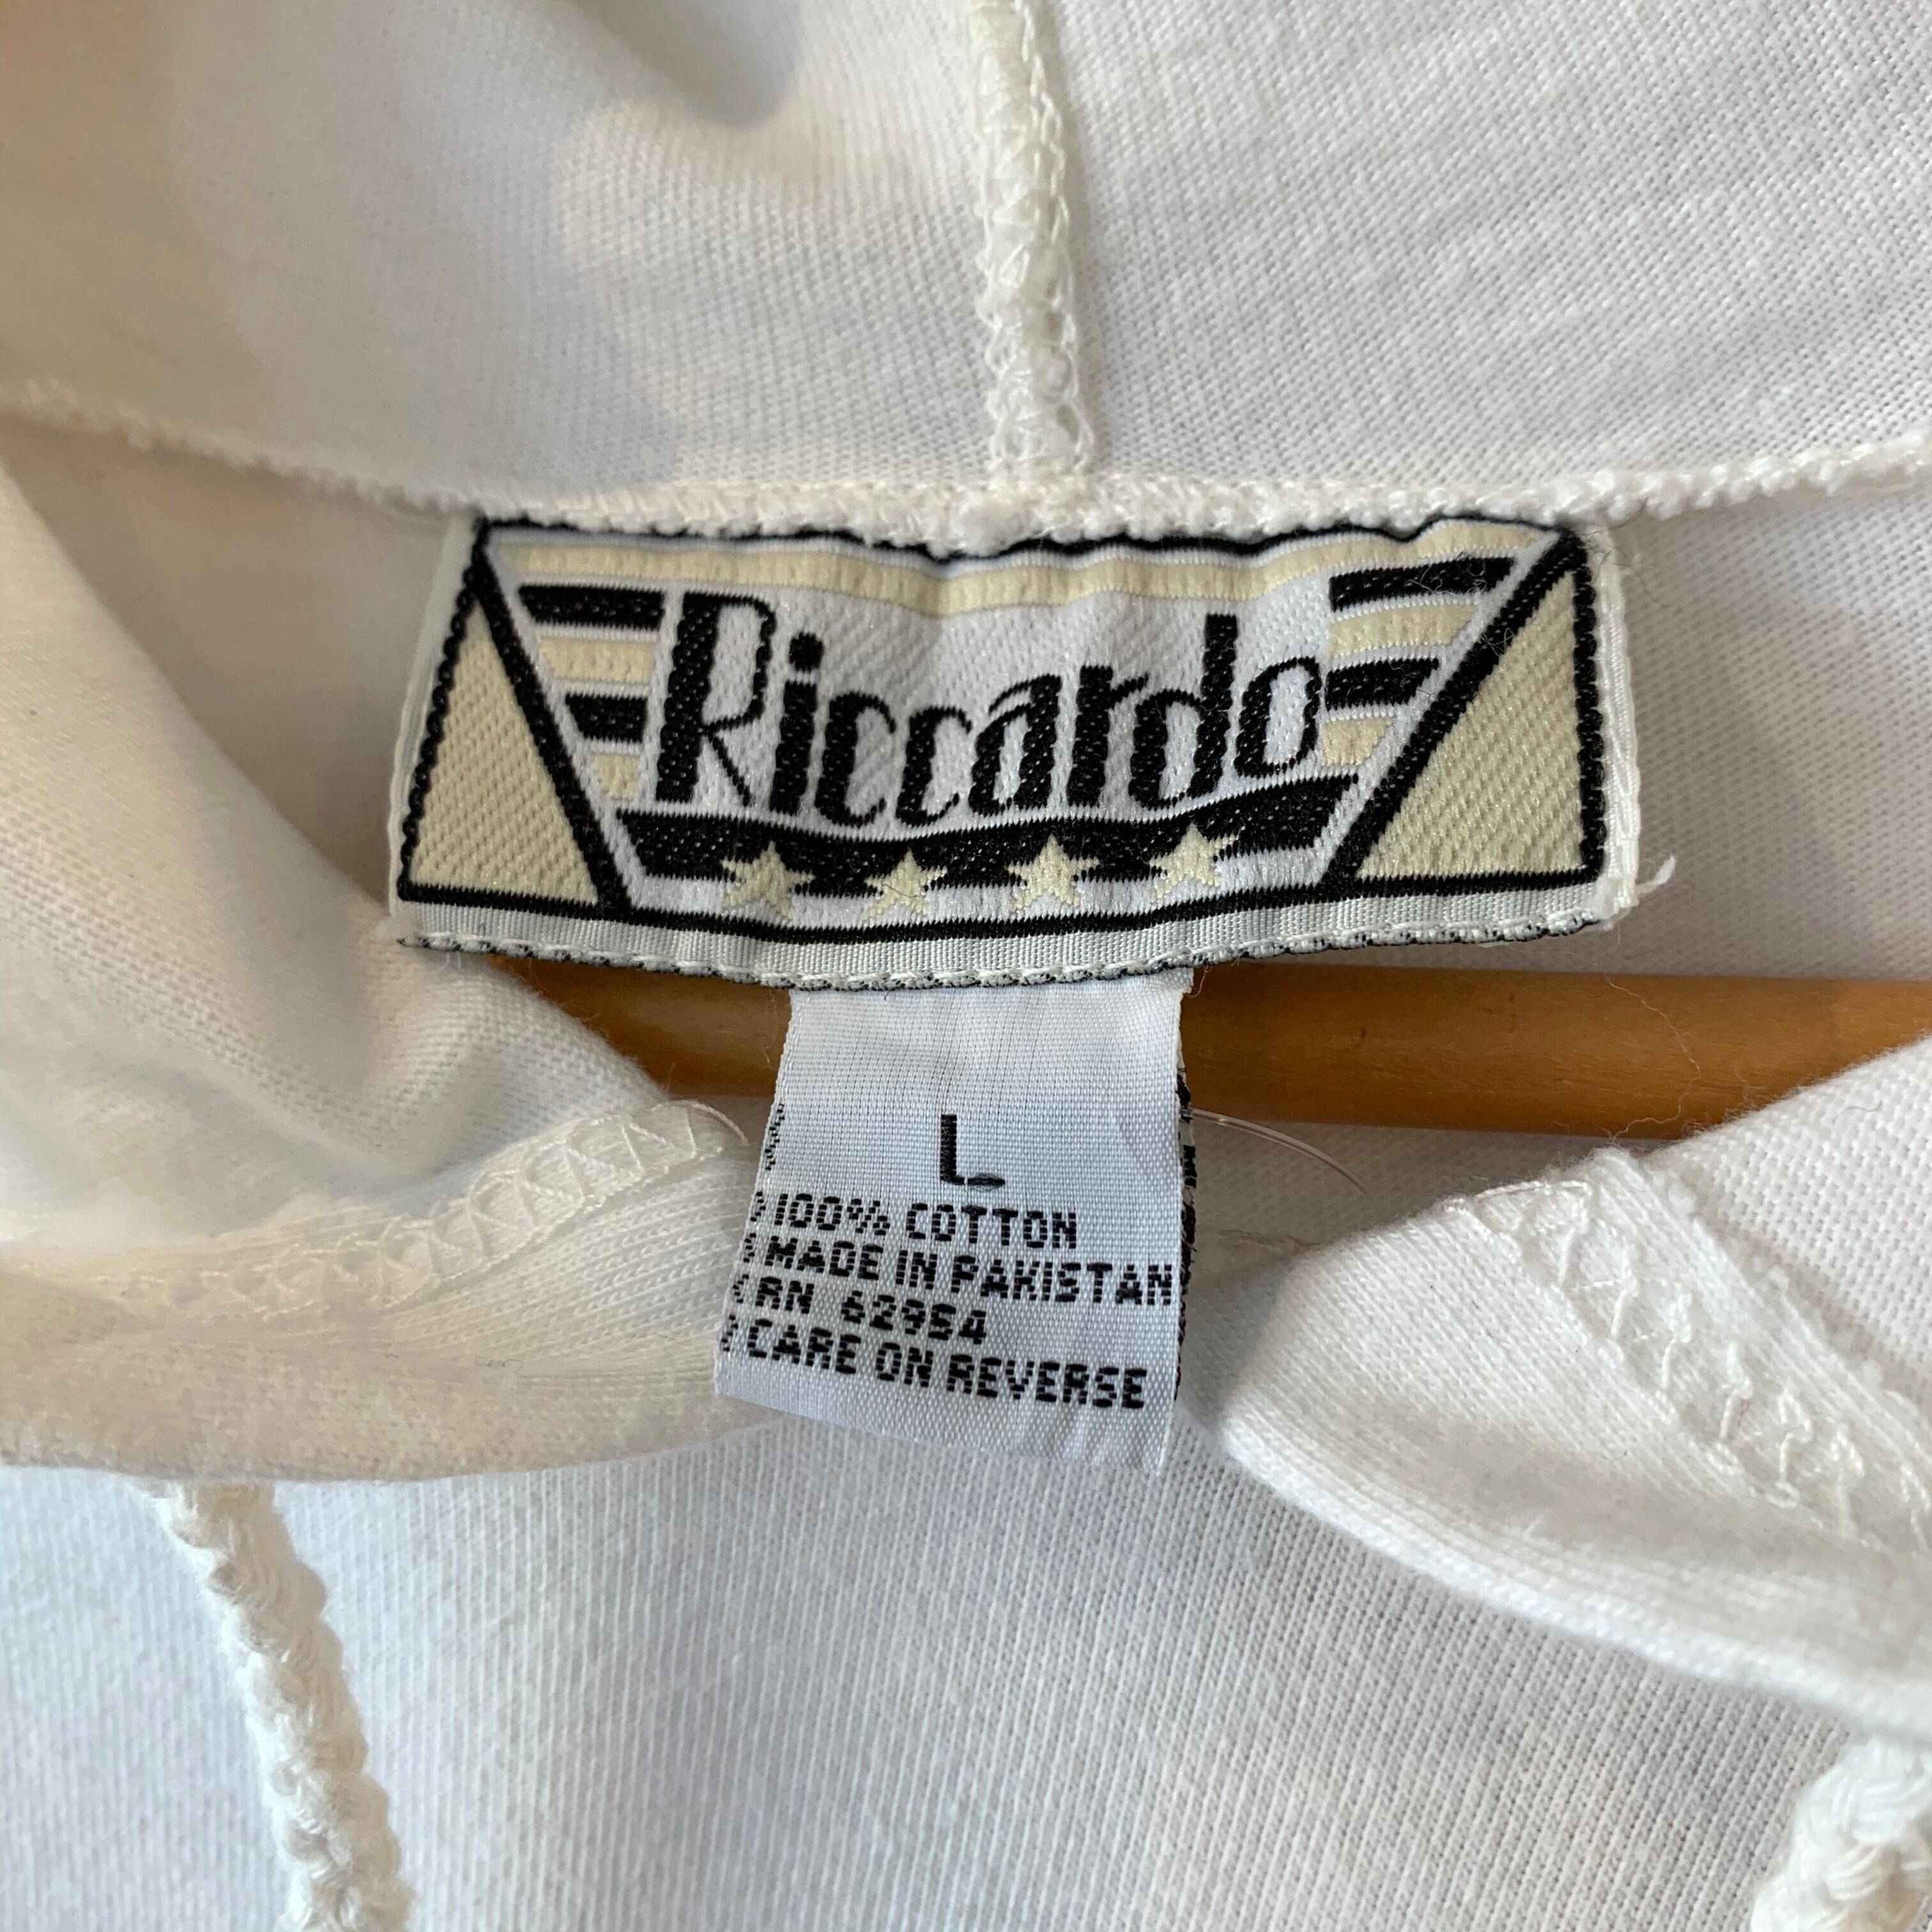 Riccardo
L
100% COTTON
MADE IN PAKISTAN
RN 62954
CARE ON REVERSE